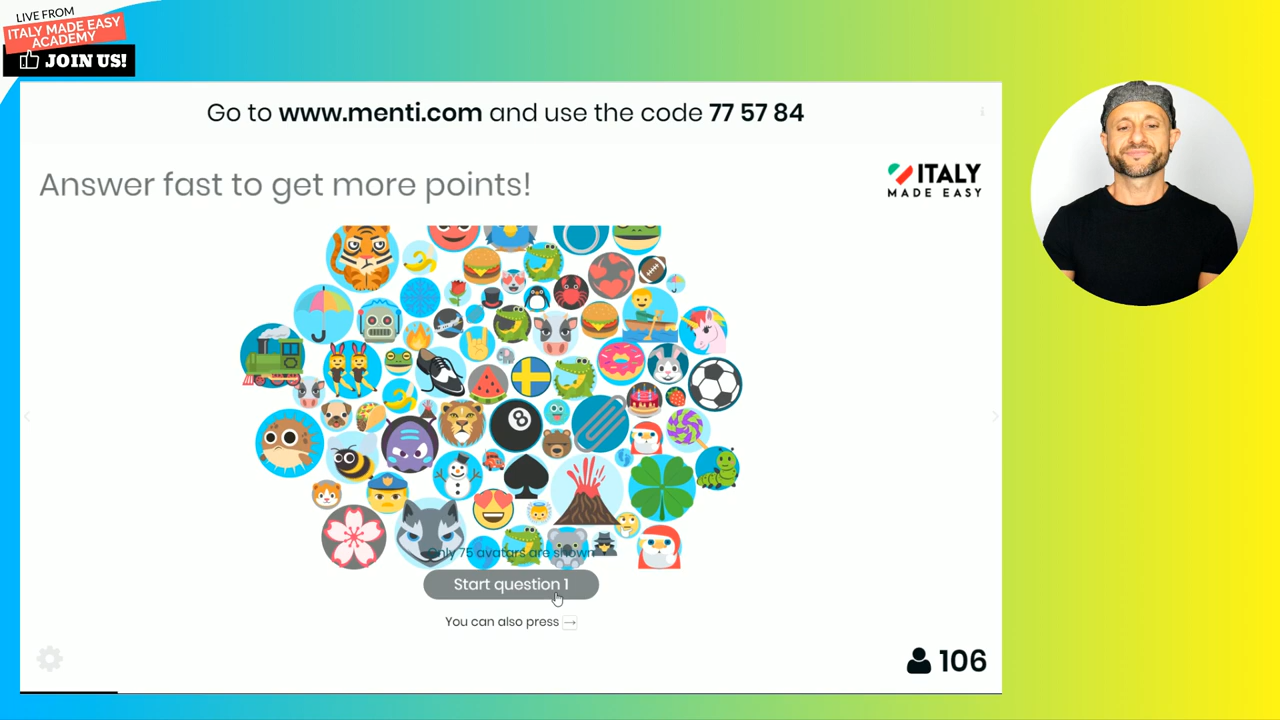 LIVE FROM
ITALY MADE EASY
ACADEMY
JOIN US!
Go to www.menti.com and use the code 77 57 84
Answer fast to get more points!
ITALY
MADE EASY
8
Only 75 avatars are shown
Start question 1
You can also press →
106